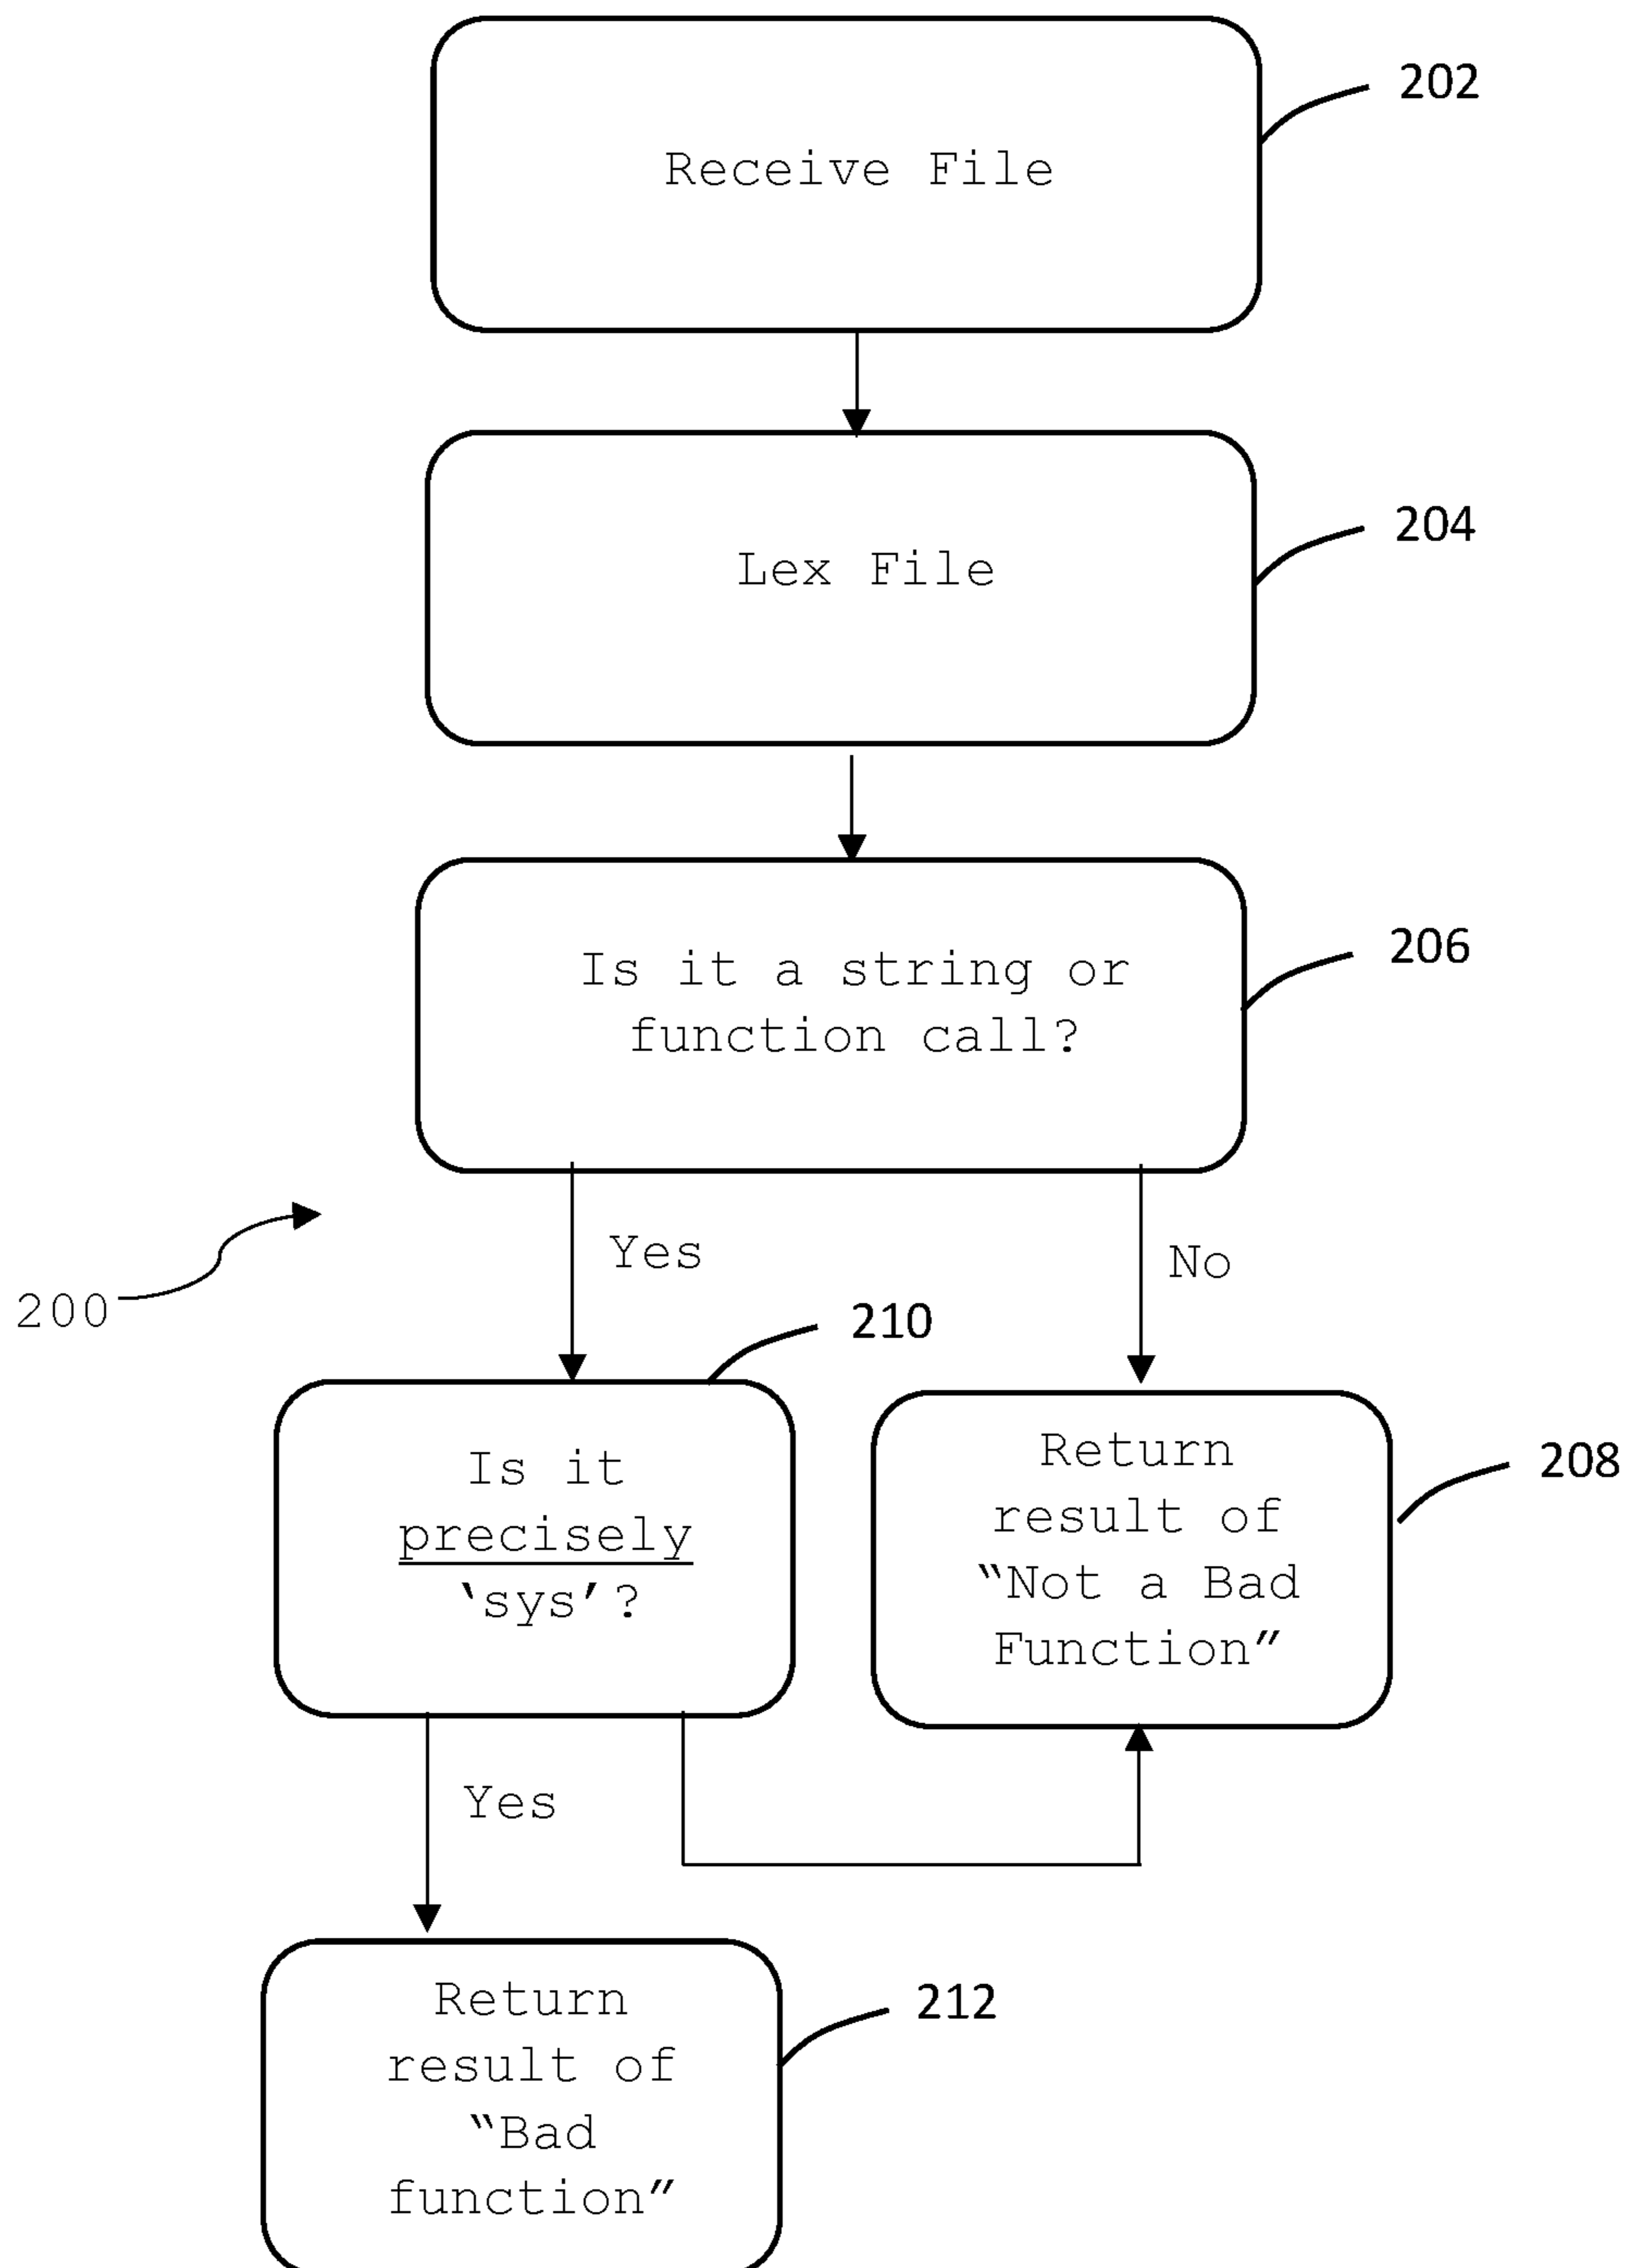 Receive File
202
Lex File
204
Is it a string or
function call?
206
Yes
No
200
210
Is it
precisely
‘sys’?
Return
result of
“Not a Bad
Function”
208
Yes
Return
result of
“Bad
function”
212